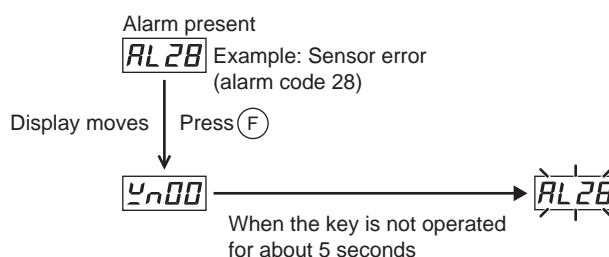 Alarm present
AL28
Example: Sensor error
(alarm code 28)
Display moves
Press F
Yn00
AL28
When the key is not operated
for about 5 seconds